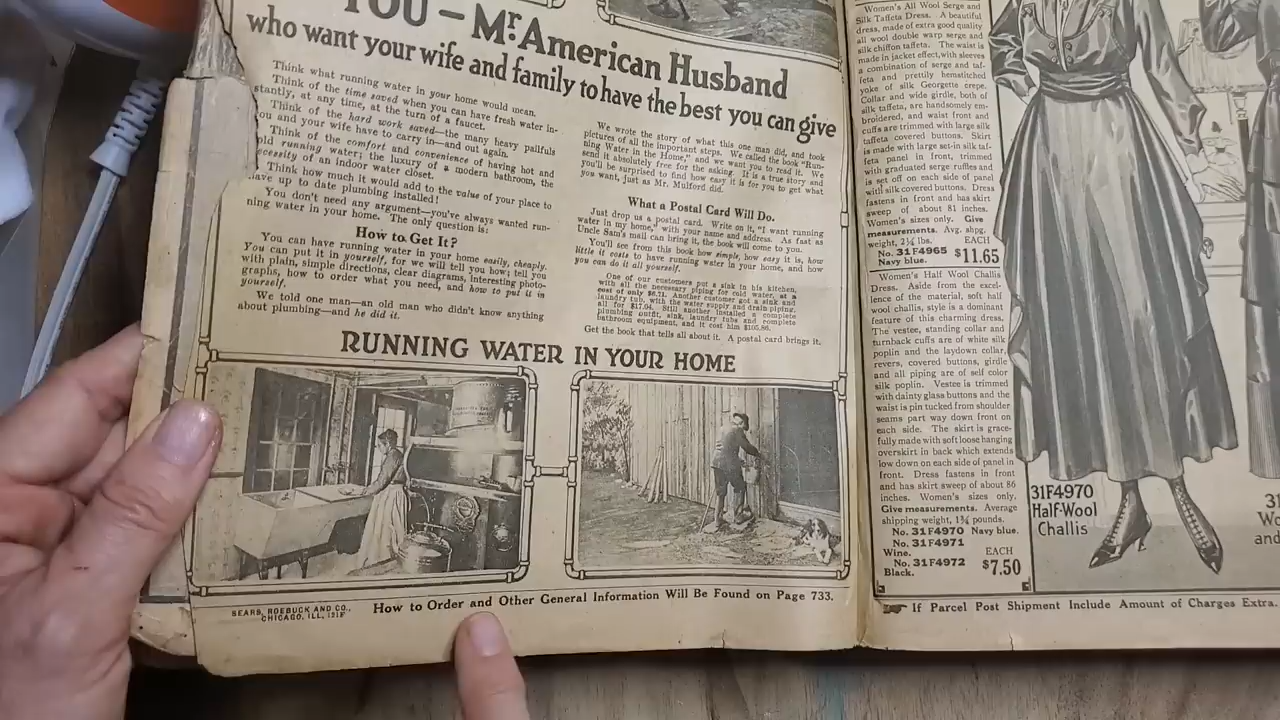 YOU – Mr. American Husband
who want your wife and family to have the best you can give
Think what running water in your home would mean.
Think of the time saved when you can have fresh water in-
stantly, at any time, at the turn of a faucet.
Think of the hard work saved—the many heavy pailfuls
you and your wife have to carry in—and out again.
Think of the comfort and convenience of having hot and
cold running water; the luxury of a modern bathroom, the
necessity of an indoor water closet.
Think how much it would add to the value of your place to
have up to date plumbing installed!
You don't need any argument—you've always wanted run-
ning water in your home. The only question is:
How to Get It?
You can have running water in your home easily, cheaply.
You can put it in yourself, for we will tell you how; tell you
with plain, simple directions, clear diagrams, interesting photo-
graphs, how to order what you need, and how to put it in
yourself.
We told one man—an old man who didn't know anything
about plumbing—and he did it.
We wrote the story of what this one man did, and took
pictures of all the important steps. We called the book "Run-
ning Water in the Home," and we want you to read it. We
send it absolutely free for the asking. It is a true story and
you'll be surprised to find how easy it is for you to get what
you want, just as Mr. Mulford did.
What a Postal Card Will Do.
Just drop us a postal card. Write on it, "I want running
water in my home," with your name and address. As fast as
Uncle Sam's mail can bring it, the book will come to you.
You'll see from this book how simple, how easy it is, how
little it costs to have running water in your home, and how
you can do it all yourself.
One of our customers put a sink in his kitchen,
with all the necessary piping for cold water, at a
cost of only $6.71. Another customer got a sink and
laundry tub, with the water supply and drain piping,
all for $17.04. Still another installed a complete
plumbing outfit, sink, laundry tubs and complete
bathroom equipment, and it cost him $105.86.
Get the book that tells all about it. A postal card brings it.
RUNNING WATER IN YOUR HOME
SEARS, ROEBUCK AND CO.,
CHICAGO, ILL., 1918
How to Order and Other General Information Will Be Found on Page 733.
Women's All Wool Serge and
Silk Taffeta Dress. A beautiful
dress, made of extra good quality
all wool double warp serge and
silk chiffon taffeta. The waist is
made in jacket effect, with sleeves
a combination of serge and taf-
feta and prettily hemstitched
yoke of silk Georgette crepe.
Collar and wide girdle, both of
silk taffeta, are handsomely em-
broidered, and waist front and
cuffs are trimmed with large silk
taffeta covered buttons. Skirt
is made with large set-in silk taf-
feta panel in front, trimmed
with graduated serge ruffles and
is set off on each side of panel
with silk covered buttons. Dress
fastens in front and has skirt
sweep of about 81 inches.
Women's sizes only. Give
measurements. Avg. shpg.
weight, 2¼ lbs. EACH
No. 31F4965 $11.65
Navy blue.
Women's Half Wool Challis
Dress. Aside from the excel-
lence of the material, soft half
wool challis, style is a dominant
feature of this charming dress.
The vestee, standing collar and
turnback cuffs are of white silk
poplin and the laydown collar,
revers, covered buttons, girdle
and all piping are of self color
silk poplin. Vestee is trimmed
with dainty glass buttons and the
waist is pin tucked from shoulder
seams part way down front on
each side. The skirt is grace-
fully made with soft loose hanging
overskirt in back which extends
low down on each side of panel in
front. Dress fastens in front
and has skirt sweep of about 86
inches. Women's sizes only.
Give measurements. Average
shipping weight, 1¾ pounds.
No. 31F4970 Navy blue.
No. 31F4971
Wine. EACH
No. 31F4972 $7.50
Black.
31F4970
Half-Wool
Challis
and
If Parcel Post Shipment Include Amount of Charges Extra.